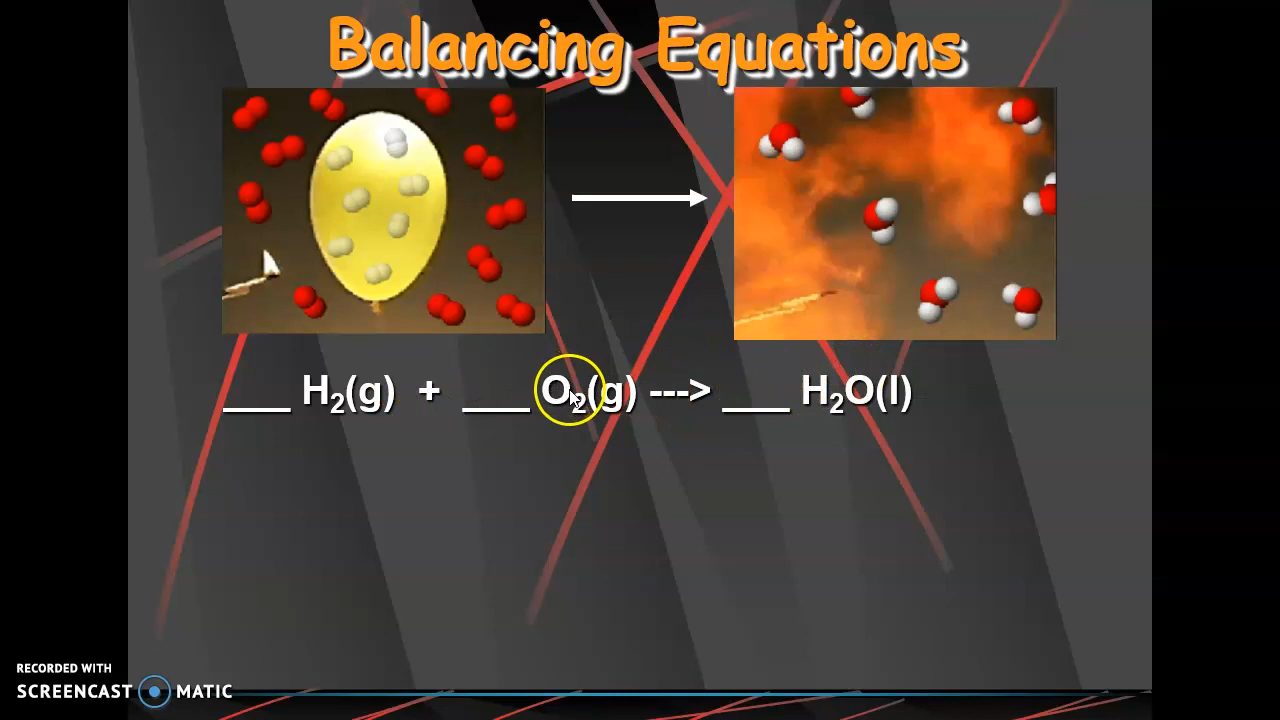 Balancing Equations
___ H₂(g) + ___ O₂(g) ---> ___ H₂O(l)
RECORDED WITH
SCREENCAST MATIC